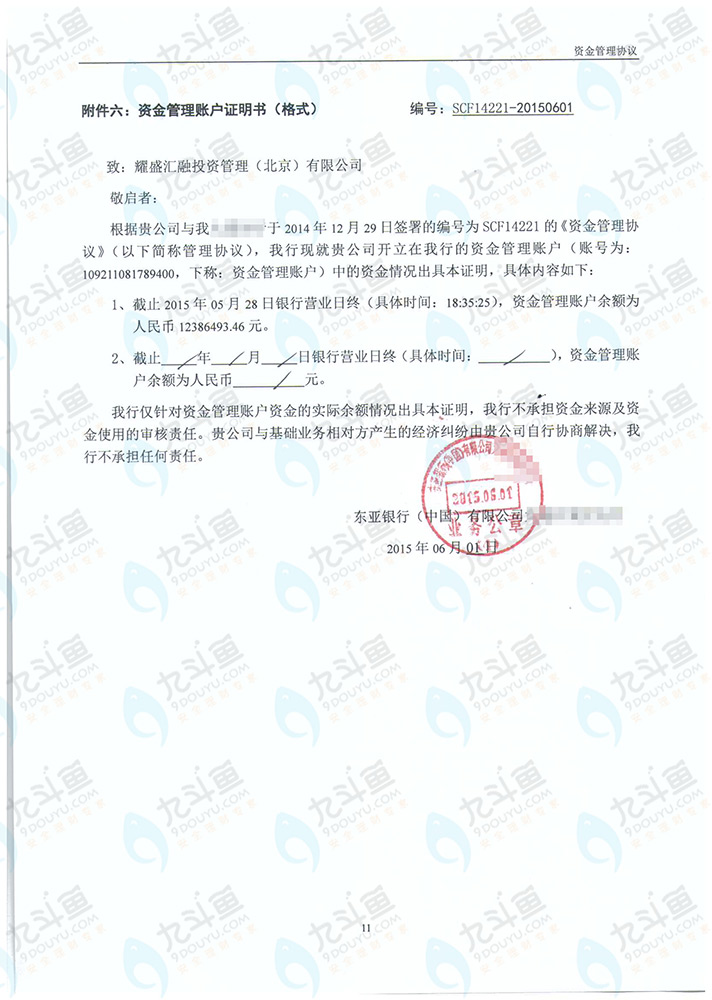 资金管理协议
附件六：资金管理账户证明书（格式） 编号：SCF14221-20150601
致：耀盛汇融投资管理（北京）有限公司
敬启者：
根据贵公司与我 于 2014 年 12 月 29 日签署的编号为 SCF14221 的《资金管理协
议》（以下简称管理协议），我行现就贵公司开立在我行的资金管理账户（账号为：
109211081789400，下称：资金管理账户）中的资金情况出具本证明，具体内容如下：
1、截止 2015 年 05 月 28 日银行营业日终（具体时间：18:35:25），资金管理账户余额为
人民币 12386493.46 元。
2、截止 / 年 / 月 / 日银行营业日终（具体时间： / ），资金管理账
户余额为人民币 / 元。
我行仅针对资金管理账户资金的实际余额情况出具本证明，我行不承担资金来源及资
金使用的审核责任。贵公司与基础业务相对方产生的经济纠纷由贵公司自行协商解决，我
行不承担任何责任。
2015.06.01
东亚银行（中国）有限公司
2015 年 06 月 01 日
11
九斗鱼
9DOUYU.COM